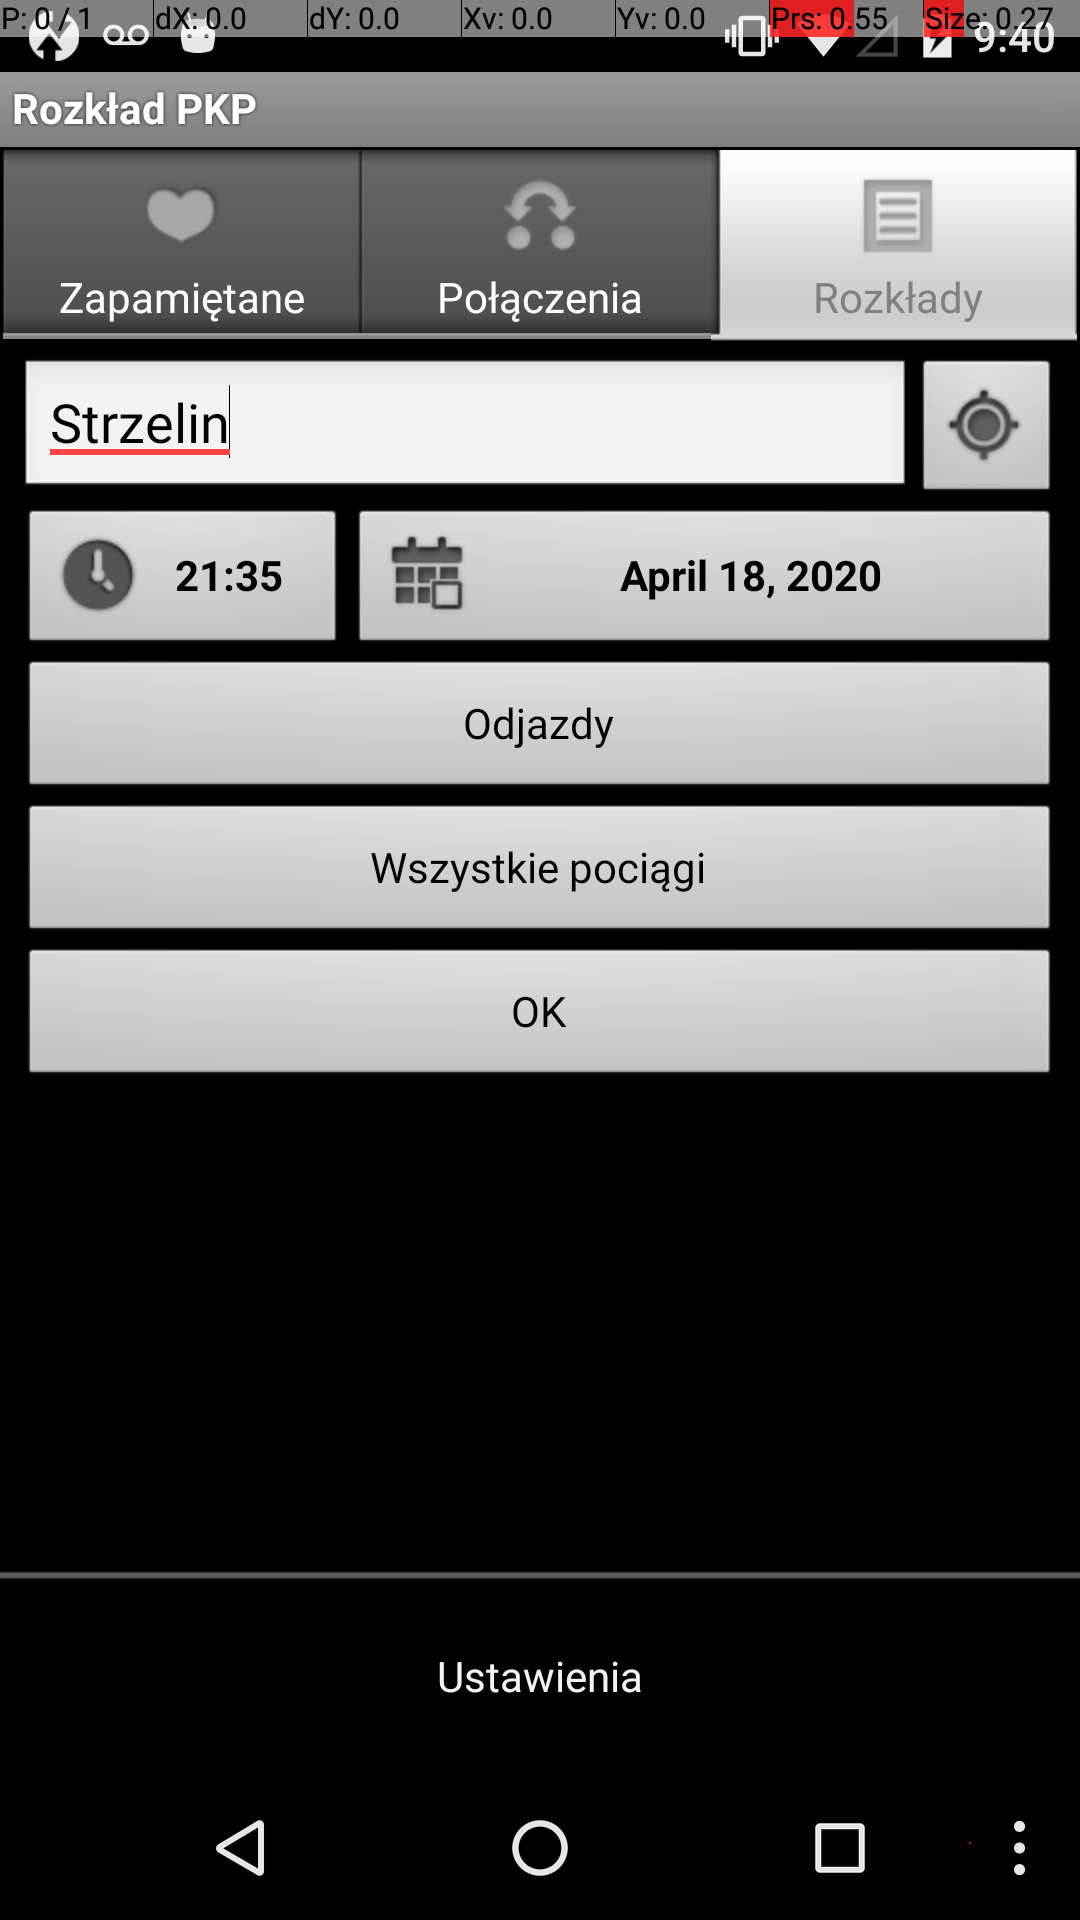 P: 0 / 1 dX: 0.0 dY: 0.0 Xv: 0.0 Yv: 0.0 Prs: 0.55 Size: 0.27
9:40
Rozkład PKP
Zapamiętane Połączenia Rozkłady
Strzelin
21:35 April 18, 2020
Odjazdy
Wszystkie pociągi
OK
Ustawienia